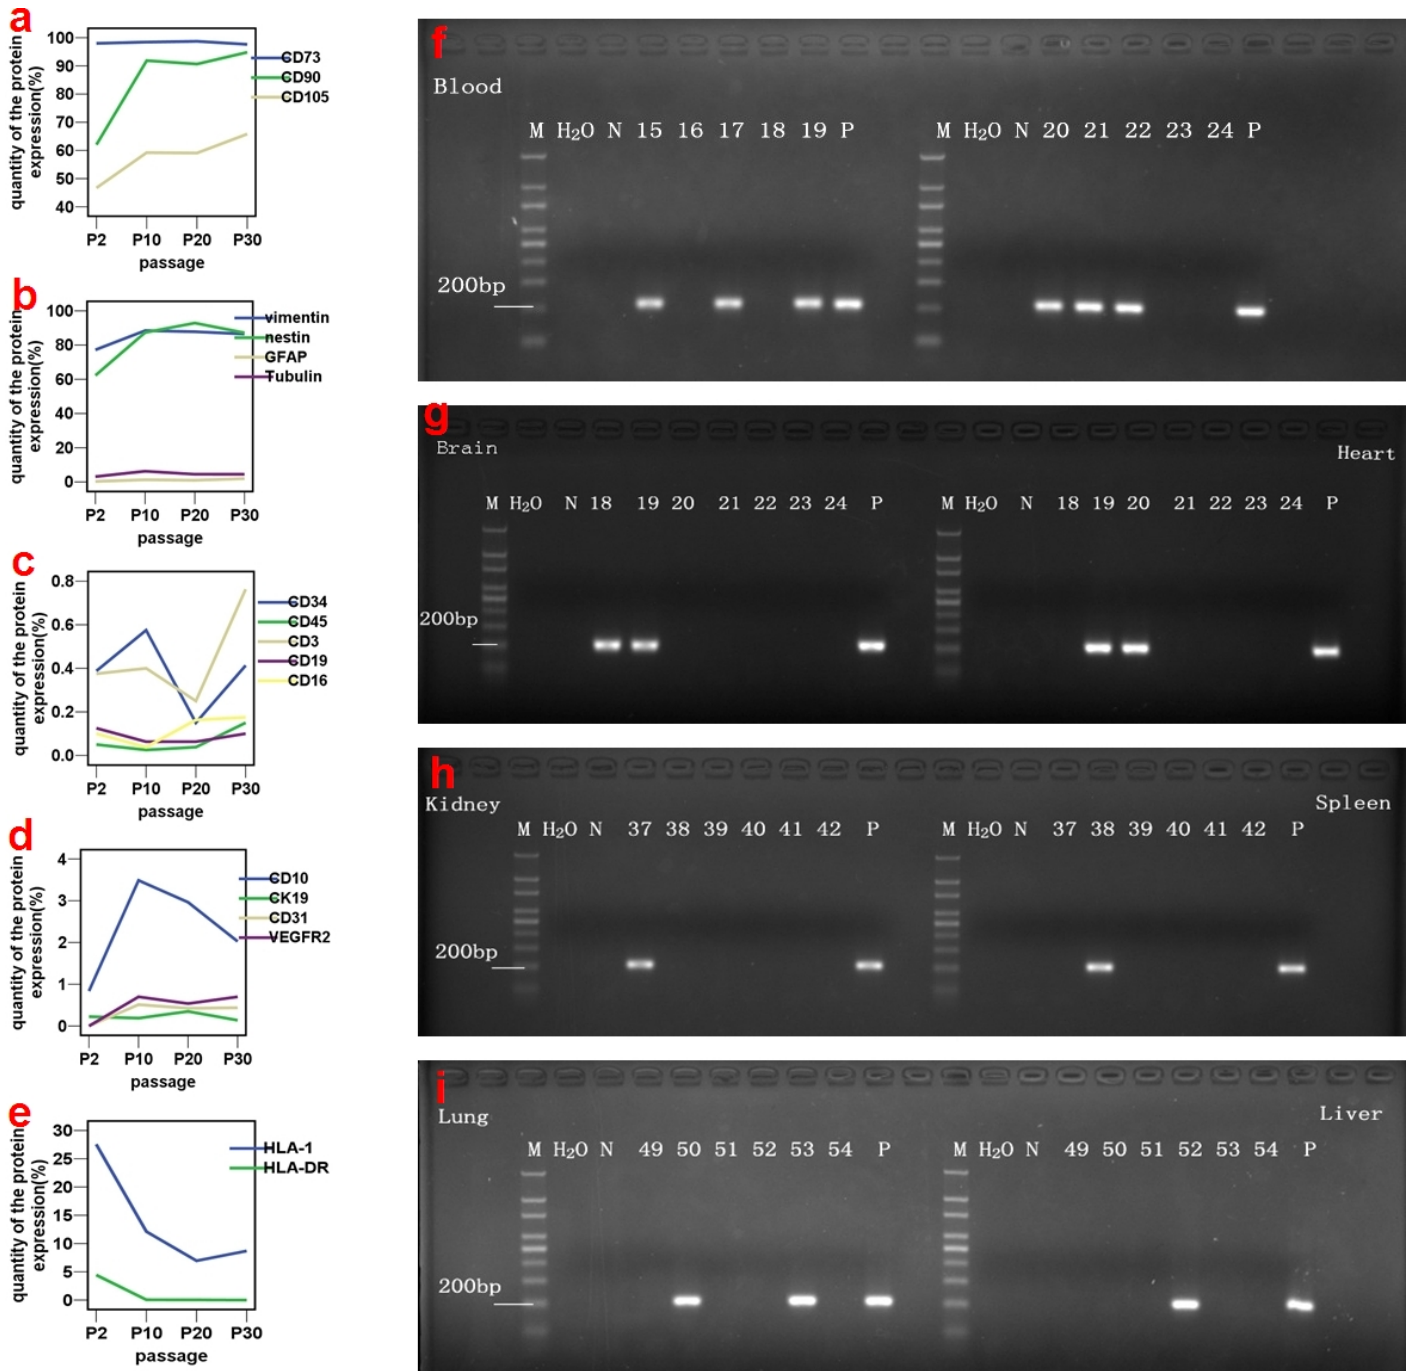 a
quantity of the protein
expression(%)
100
90
80
70
60
50
40
P2 P10 P20 P30
passage
CD73
CD90
CD105
b
quantity of the protein
expression(%)
100
80
60
40
20
0
P2 P10 P20 P30
passage
vimentin
nestin
GFAP
Tubulin
c
quantity of the protein
expression(%)
0.8
0.6
0.4
0.2
0.0
P2 P10 P20 P30
passage
CD34
CD45
CD3
CD19
CD16
d
quantity of the protein
expression(%)
4
3
2
1
0
P2 P10 P20 P30
passage
CD10
CK19
CD31
VEGFR2
e
quantity of the protein
expression(%)
30
25
20
15
10
5
0
P2 P10 P20 P30
passage
HLA-1
HLA-DR
f
Blood
M H₂O N 15 16 17 18 19 P M H₂O N 20 21 22 23 24 P
200bp
g
Brain Heart
M H₂O N 18 19 20 21 22 23 24 P M H₂O N 18 19 20 21 22 23 24 P
200bp
h
Kidney Spleen
M H₂O N 37 38 39 40 41 42 P M H₂O N 37 38 39 40 41 42 P
200bp
i
Lung Liver
M H₂O N 49 50 51 52 53 54 P M H₂O N 49 50 51 52 53 54 P
200bp